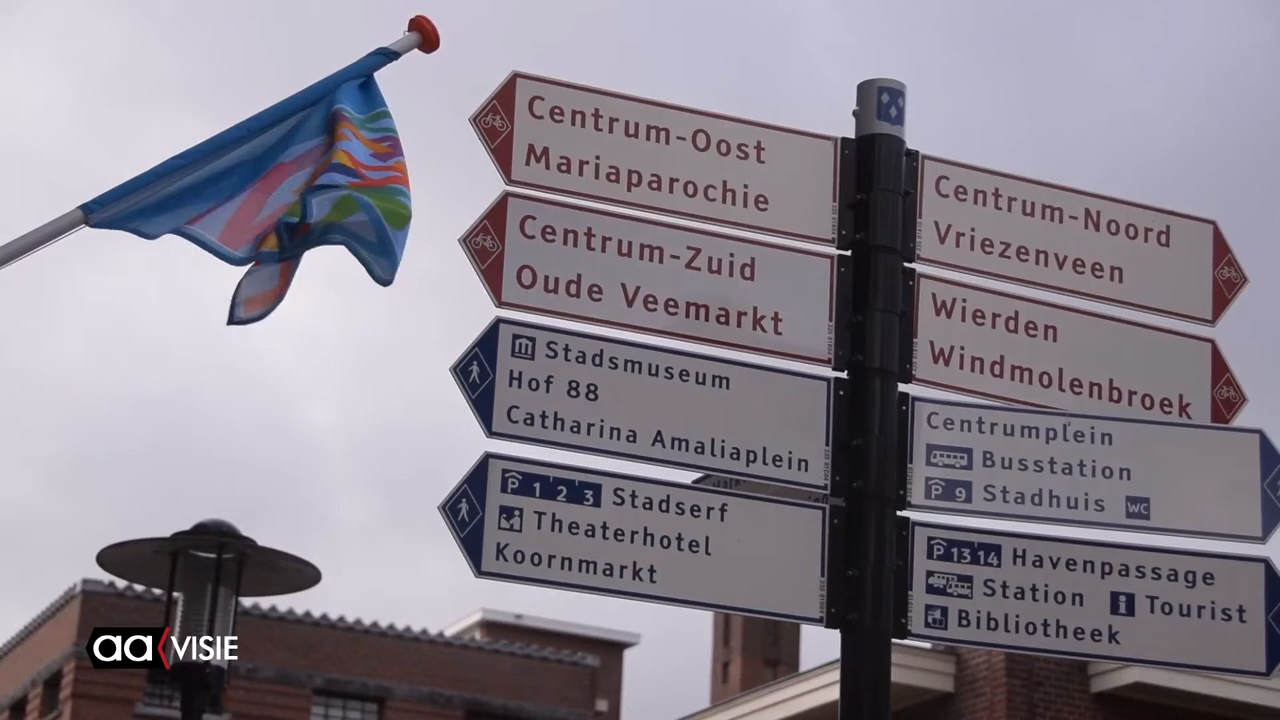 Centrum-Oost
Mariaparochie
Centrum-Zuid
Oude Veemarkt
Stadsmuseum
Hof 88
Catharina Amaliaplein
P 1 2 3 Stadserf
Theaterhotel
Koornmarkt
Centrum-Noord
Vriezenveen
Wierden
Windmolenbroek
Centrumplein
Busstation
P 9 Stadhuis WC
P 13 14 Havenpassage
Station i Tourist
Bibliotheek
aa VISIE